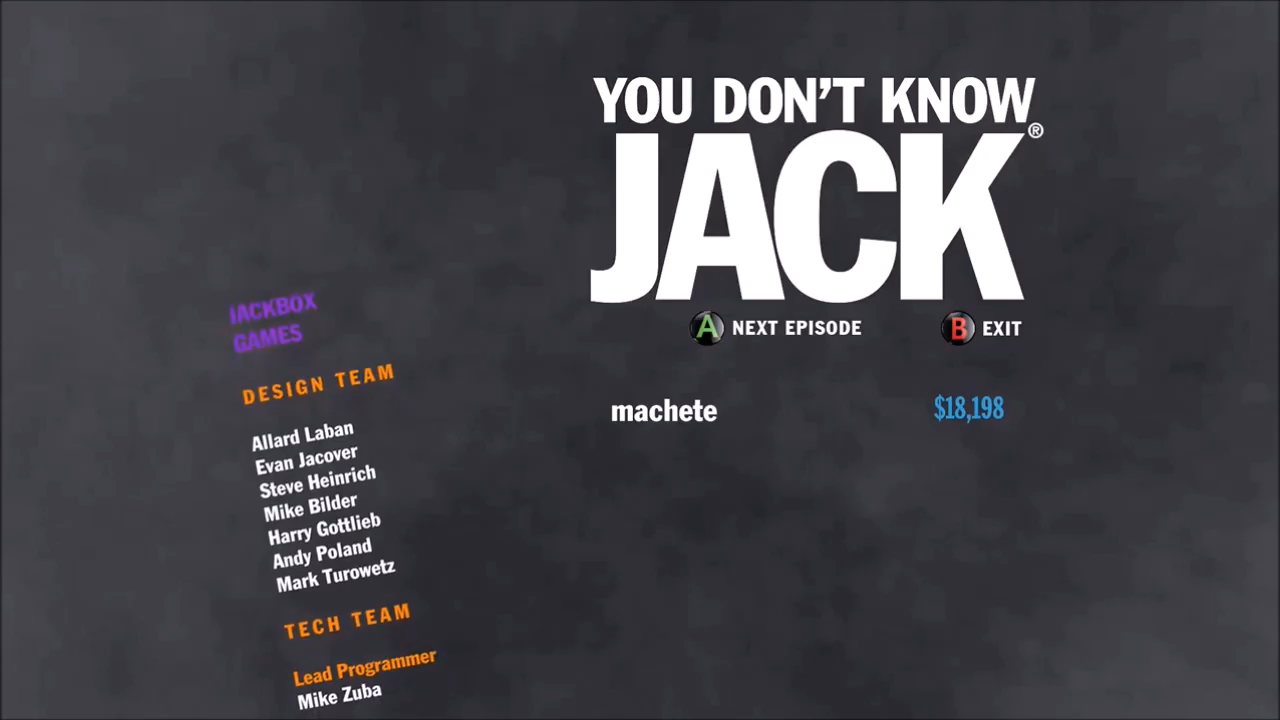 YOU DON'T KNOW
JACK®
A NEXT EPISODE
B EXIT
machete
$18,198
JACKBOX
GAMES
DESIGN TEAM
Allard Laban
Evan Jacover
Steve Heinrich
Mike Bilder
Harry Gottlieb
Andy Poland
Mark Turowetz
TECH TEAM
Lead Programmer
Mike Zuba